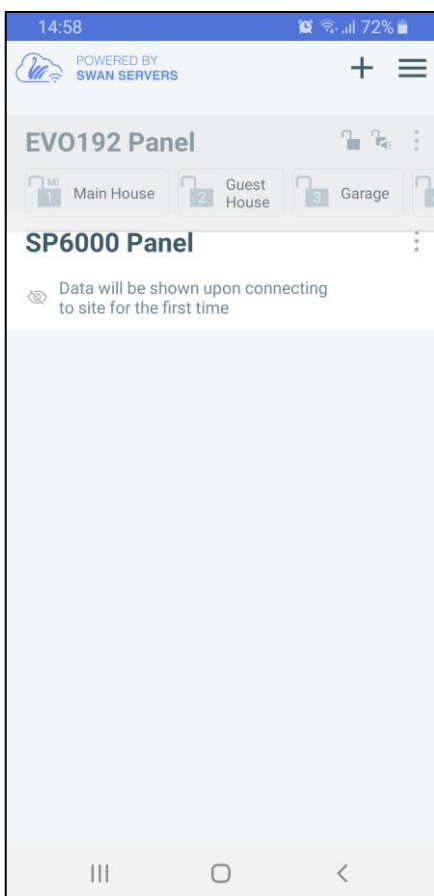 14:58 72%
POWERED BY
SWAN SERVERS
EVO192 Panel
M!
1 Main House 2 Guest House 3 Garage
SP6000 Panel
Data will be shown upon connecting
to site for the first time